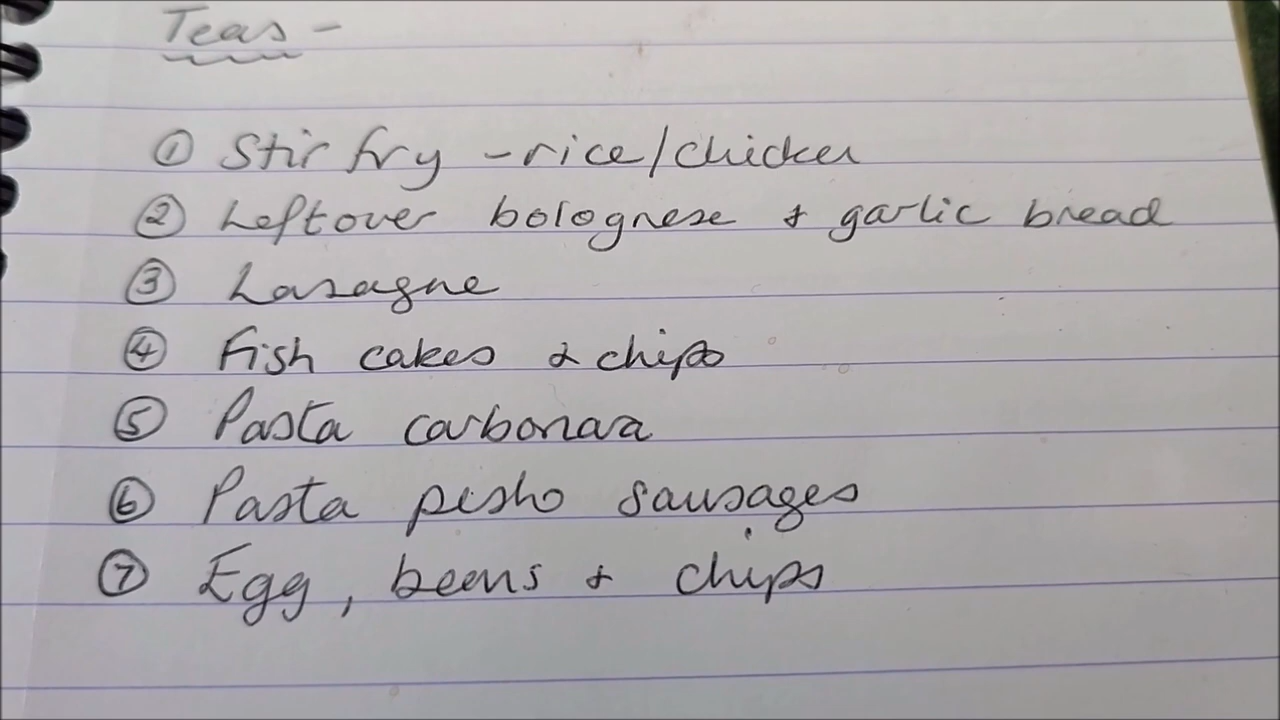 Teas -
① Stir fry - rice/chicken
② Leftover bolognese & garlic bread
③ Lasagne
④ Fish cakes & chips
⑤ Pasta carbonara
⑥ Pasta pesto sausages
⑦ Egg, beans & chips